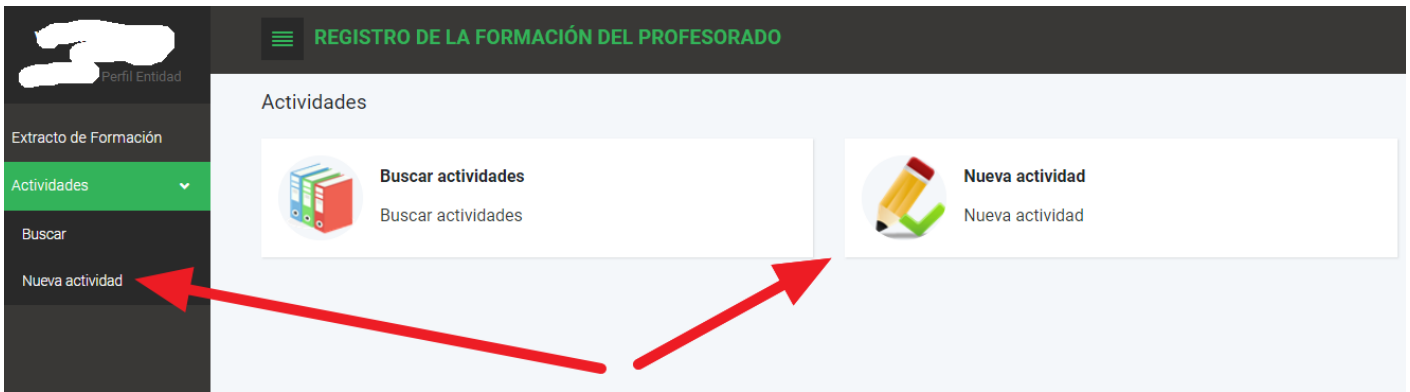 Perfil Entidad
REGISTRO DE LA FORMACIÓN DEL PROFESORADO
Extracto de Formación
Actividades
Buscar
Nueva actividad
Actividades
Buscar actividades
Buscar actividades
Nueva actividad
Nueva actividad